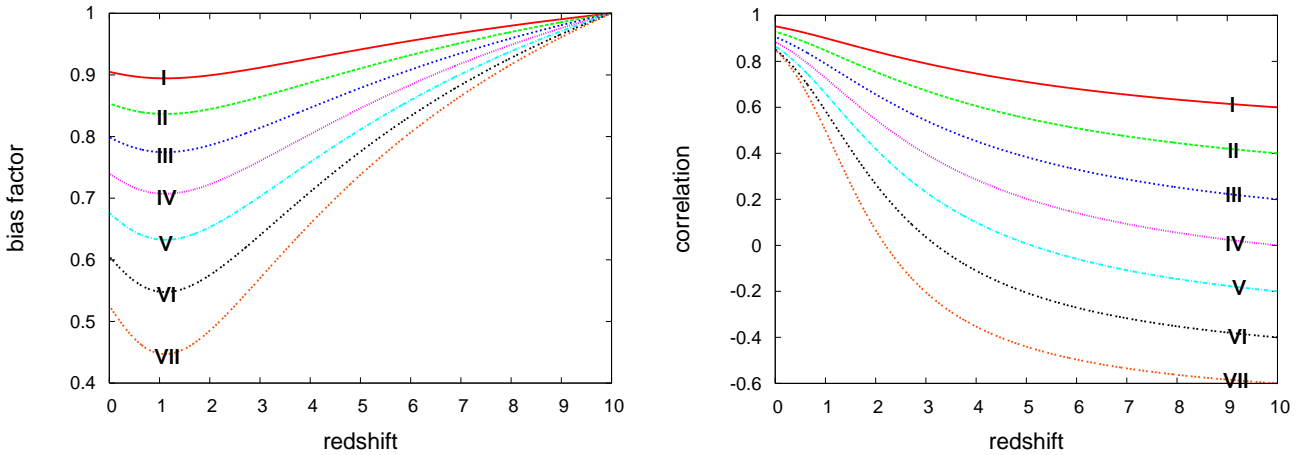 1
0.9
0.8
0.7
0.6
0.5
0.4
bias factor
I
II
III
IV
V
VI
VII
0 1 2 3 4 5 6 7 8 9 10
redshift
1
0.8
0.6
0.4
0.2
0
-0.2
-0.4
-0.6
correlation
I
II
III
IV
V
VI
VII
0 1 2 3 4 5 6 7 8 9 10
redshift